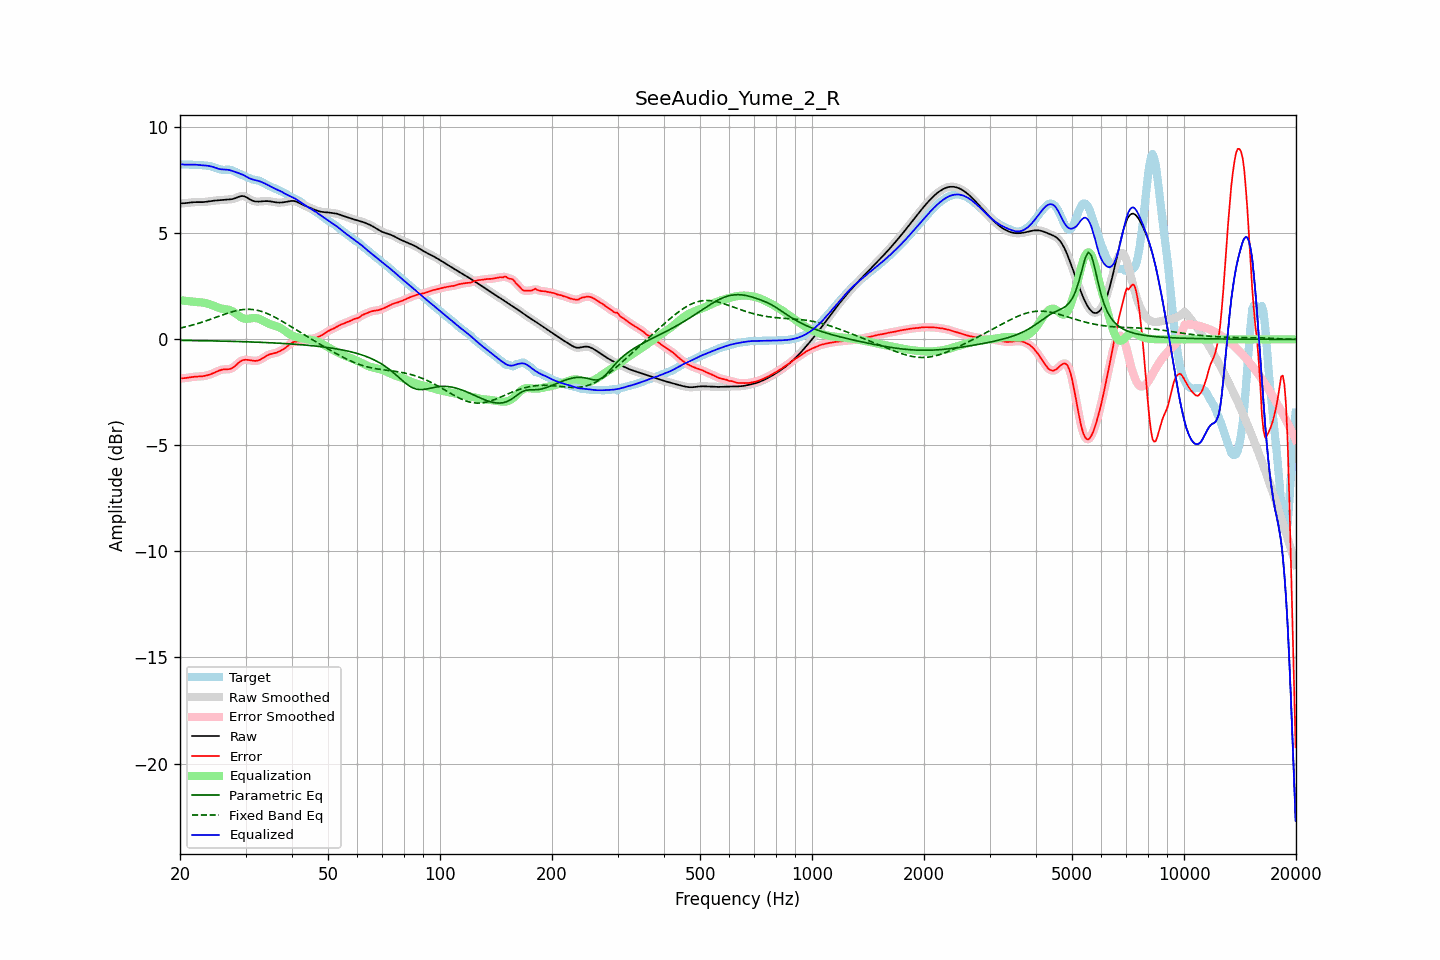 SeeAudio_Yume_2_R
Amplitude (dBr)
10
5
0
−5
−10
−15
−20
Target
Raw Smoothed
Error Smoothed
Raw
Error
Equalization
Parametric Eq
Fixed Band Eq
Equalized
20 50 100 200 500 1000 2000 5000 10000 20000
Frequency (Hz)